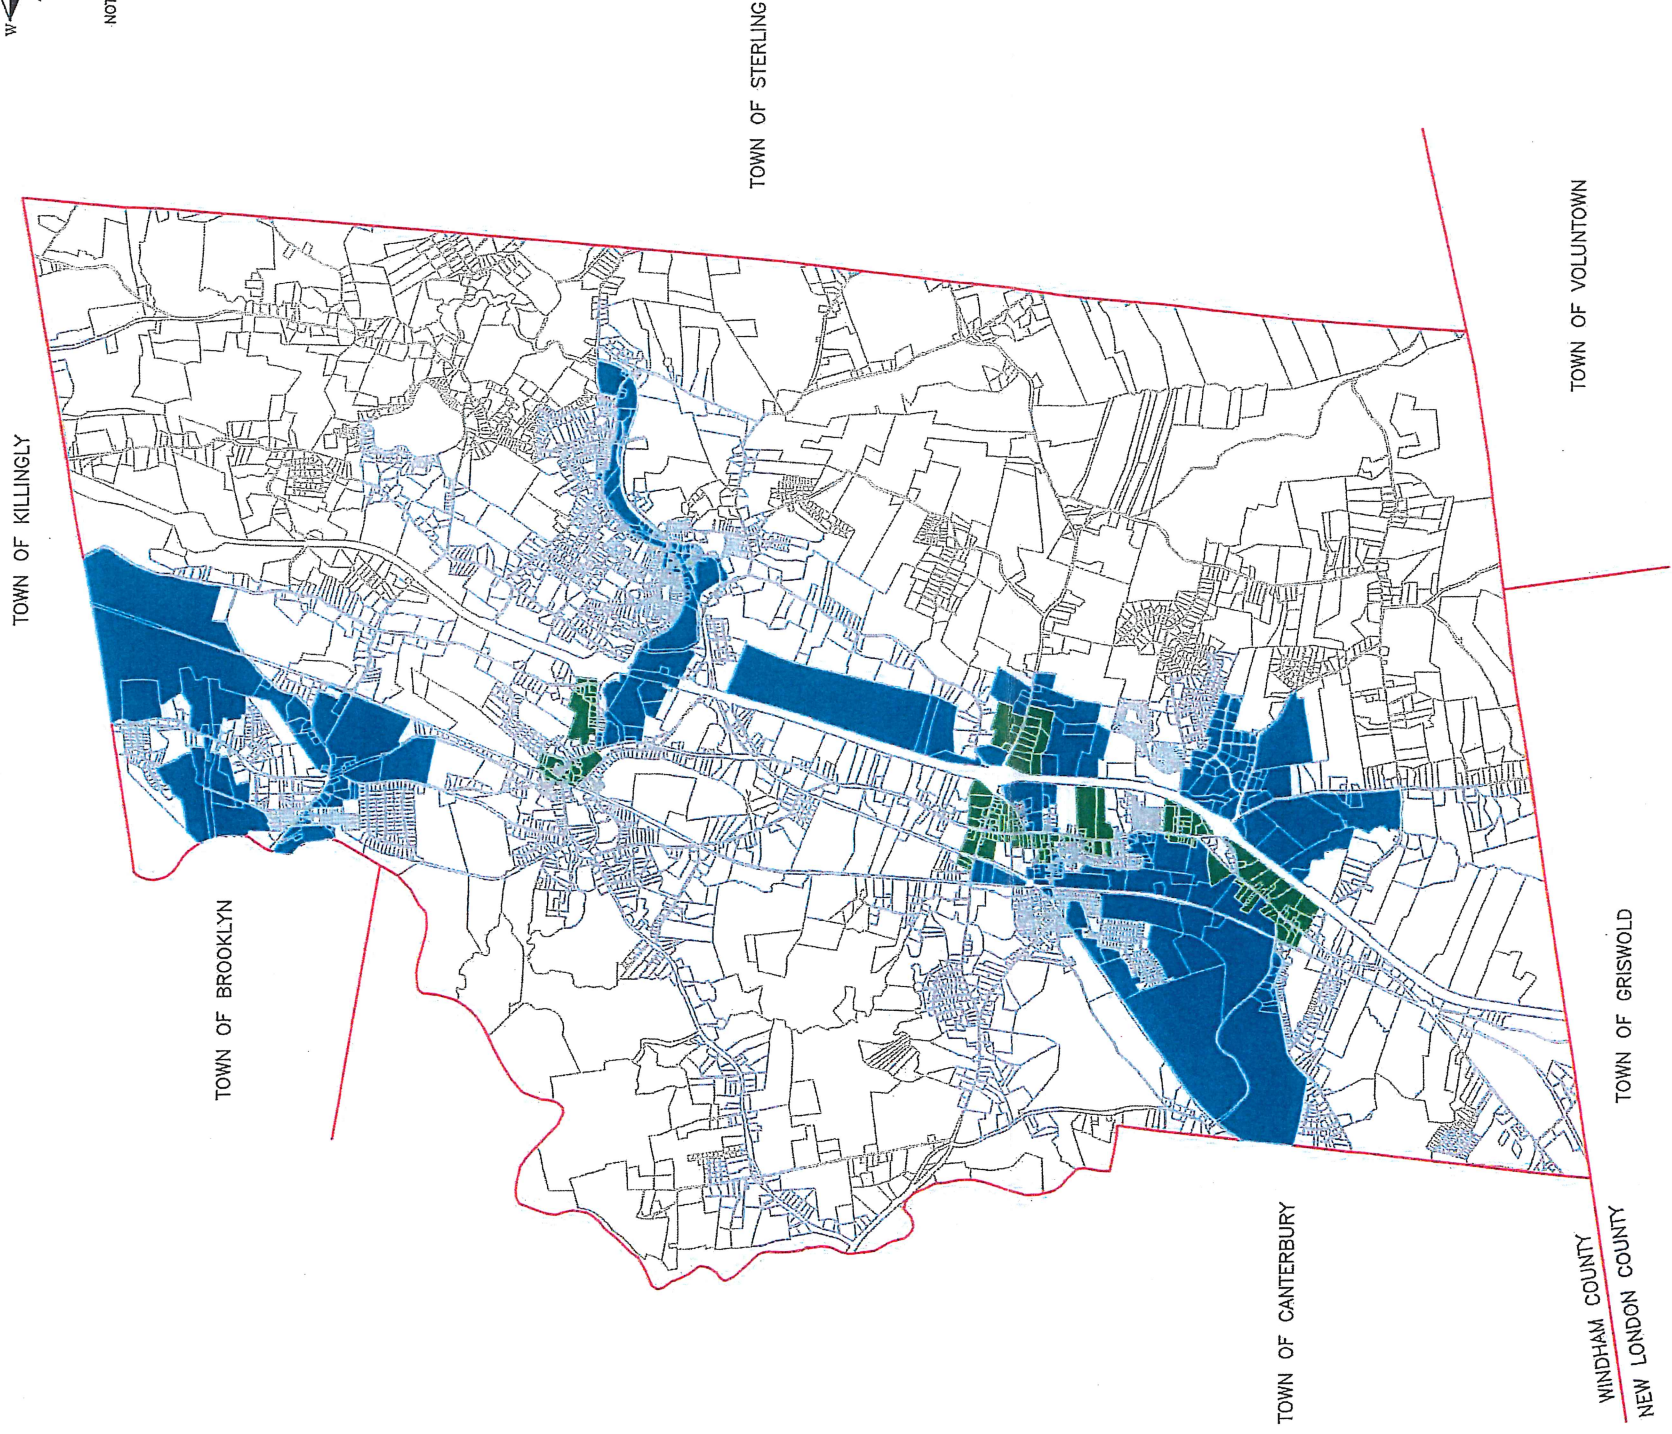 W
NOT
TOWN OF STERLING
TOWN OF KILLINGLY
TOWN OF VOLUNTOWN
TOWN OF BROOKLYN
TOWN OF GRISWOLD
TOWN OF CANTERBURY
WINDHAM COUNTY
NEW LONDON COUNTY